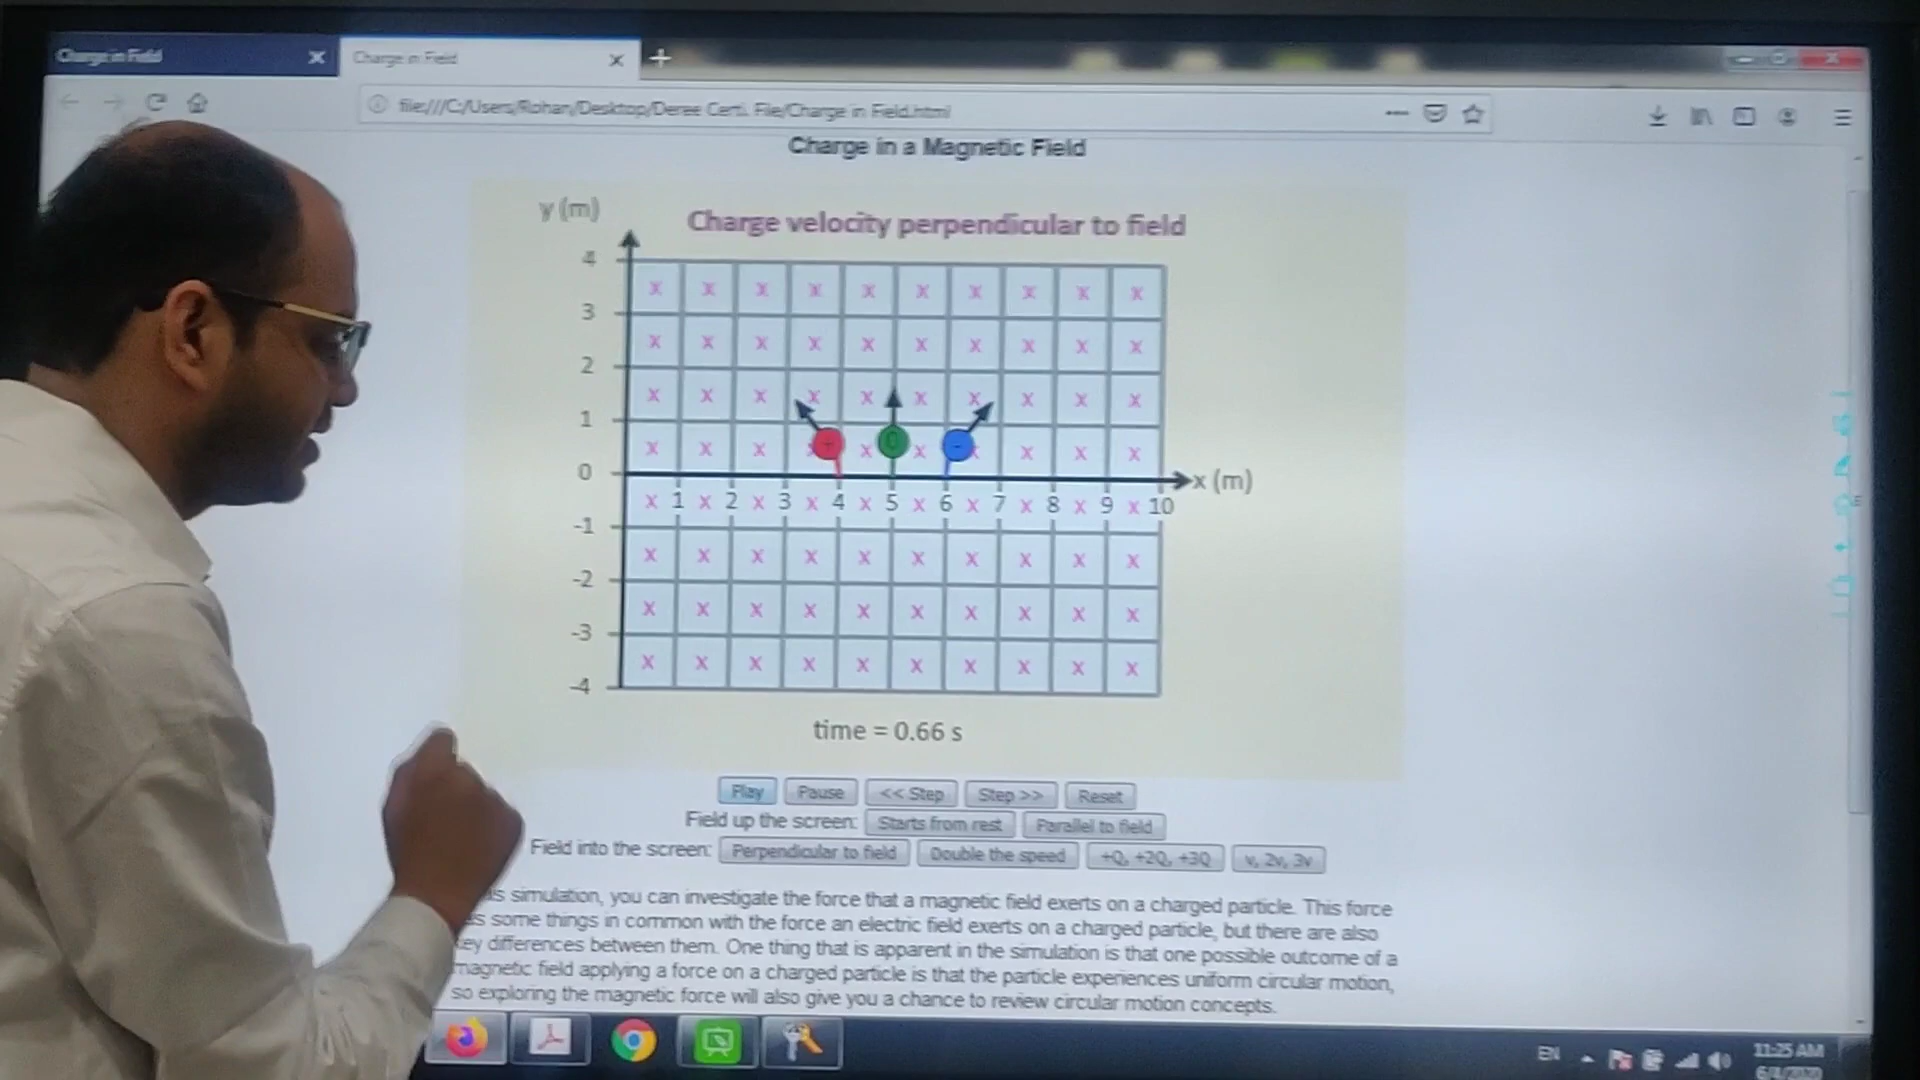 Charge in Field
Charge in Field
file:///C:/Users/Rohan/Desktop/Deree Certi. File/Charge in Field.html
Charge in a Magnetic Field
y (m)
Charge velocity perpendicular to field
4
3
2
1
0
-1
-2
-3
-4
1 2 3 4 5 6 7 8 9 10
x (m)
time = 0.66 s
Play Pause << Step Step >> Reset
Field up the screen: Starts from rest Parallel to field
Field into the screen: Perpendicular to field Double the speed +Q, +2Q, +3Q v, 2v, 3v
simulation, you can investigate the force that a magnetic field exerts on a charged particle. This force
some things in common with the force an electric field exerts on a charged particle, but there are also
key differences between them. One thing that is apparent in the simulation is that one possible outcome of a
magnetic field applying a force on a charged particle is that the particle experiences uniform circular motion,
so exploring the magnetic force will also give you a chance to review circular motion concepts.
EN
11:25 AM
6/4/2020